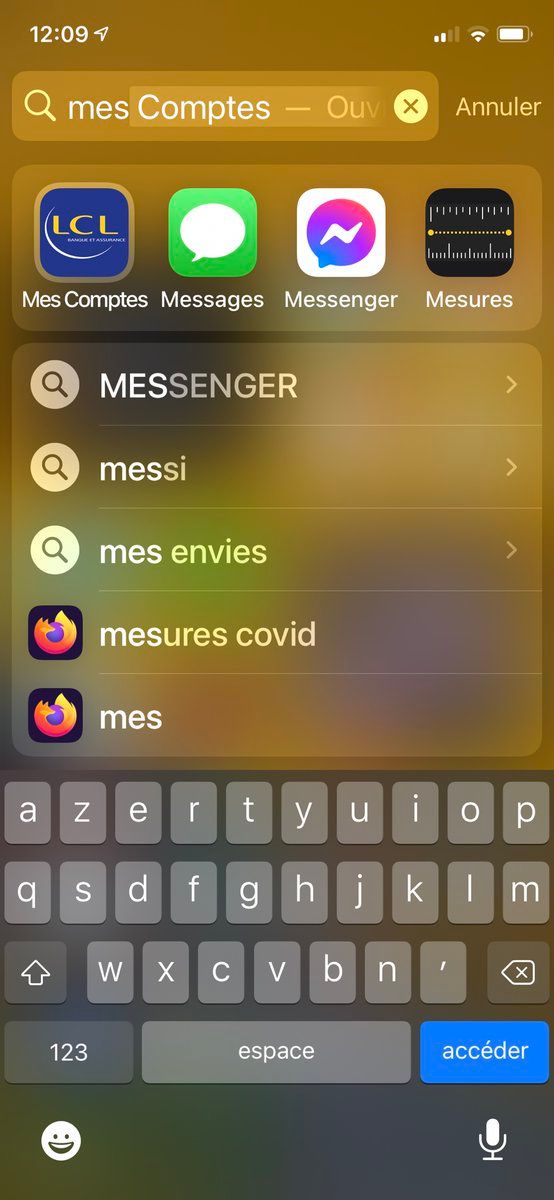 12:09
mes Comptes — Ouv
Annuler
LCL
BANQUE ET ASSURANCE
Mes Comptes Messages Messenger Mesures
MESSENGER
messi
mes envies
mesures covid
mes
a z e r t y u i o p
q s d f g h j k l m
w x c v b n ’
123 espace accéder